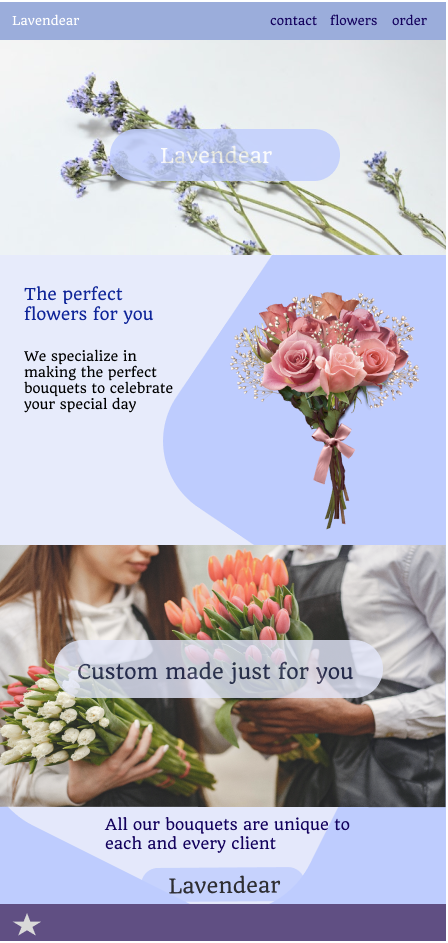 Lavendear contact flowers order
Lavendear
The perfect
flowers for you
We specialize in
making the perfect
bouquets to celebrate
your special day
Custom made just for you
All our bouquets are unique to
each and every client
Lavendear